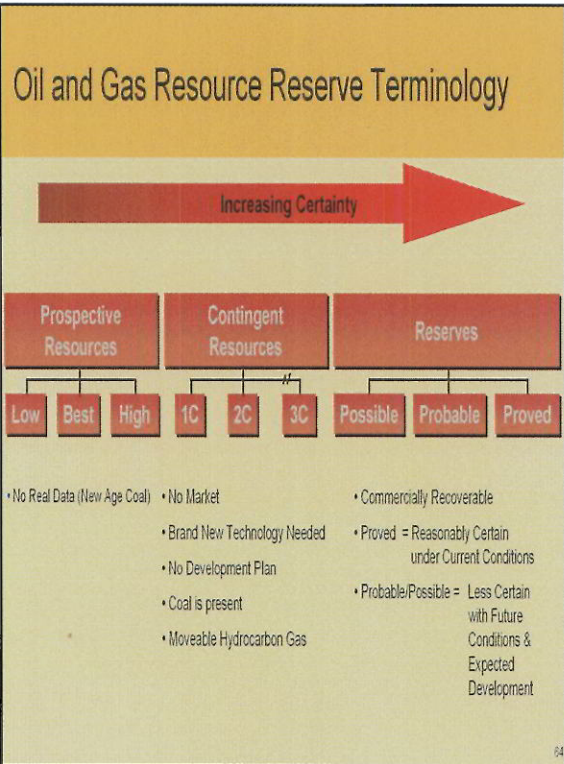 Oil and Gas Resource Reserve Terminology
Increasing Certainty
Prospective
Resources
Contingent
Resources
Reserves
Low
Best
High
1C
2C
3C
Possible
Probable
Proved
• No Real Data (New Age Coal)
• No Market
• Brand New Technology Needed
• No Development Plan
• Coal is present
• Moveable Hydrocarbon Gas
• Commercially Recoverable
• Proved = Reasonably Certain
under Current Conditions
• Probable/Possible = Less Certain
with Future
Conditions &
Expected
Development
64